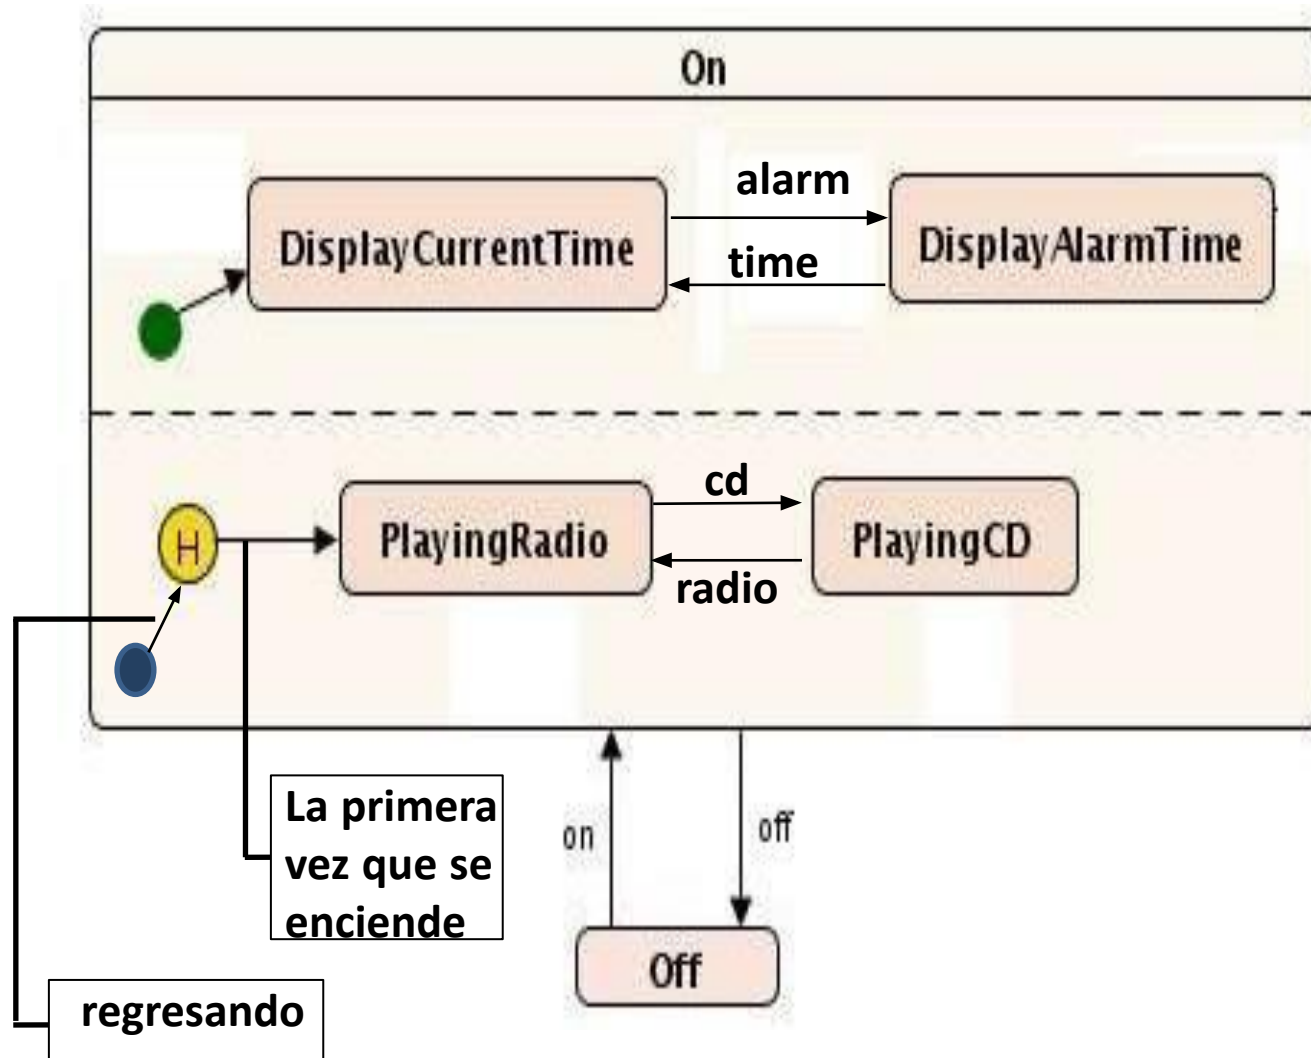 On
alarm
DisplayCurrentTime
DisplayAlarmTime
time
cd
H
PlayingRadio
PlayingCD
radio
La primera
vez que se
enciende
on
off
Off
regresando